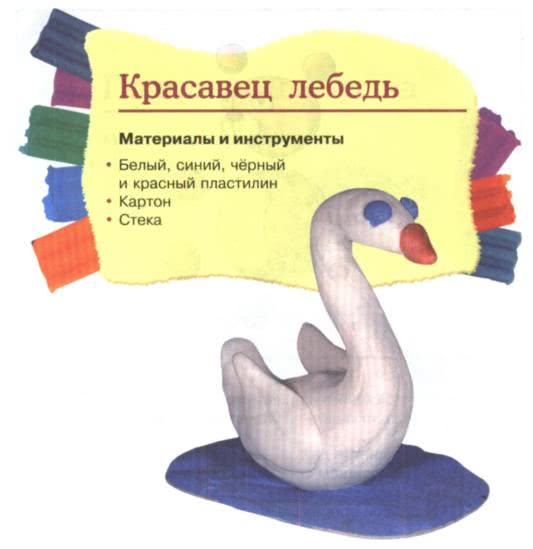 Красавец лебедь
Материалы и инструменты
• Белый, синий, чёрный
и красный пластилин
• Картон
• Стека